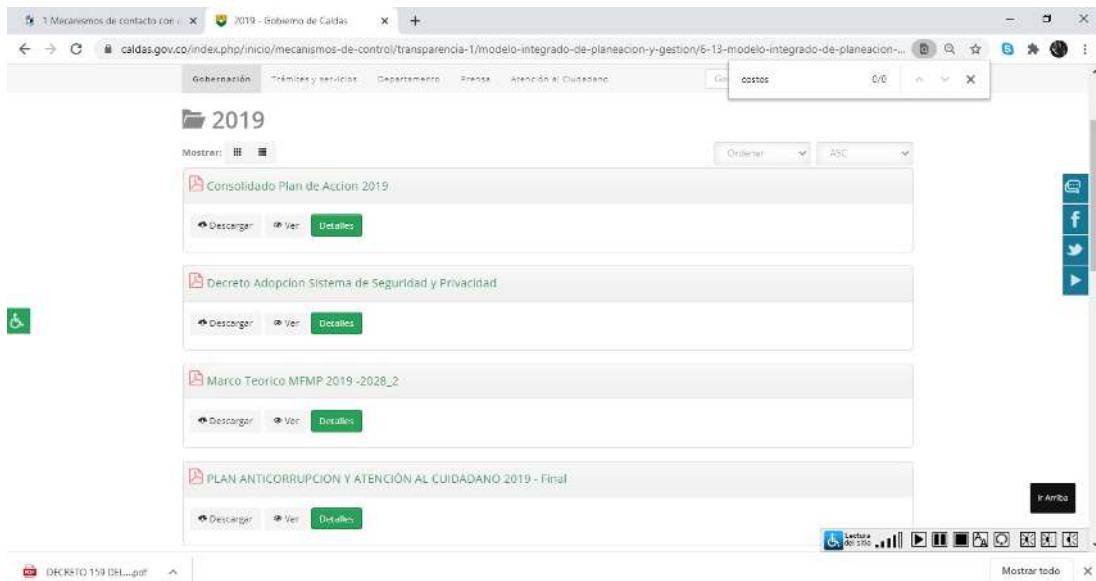 1 Mecanismos de contacto con
2019 - Gobierno de Caldas
caldas.gov.co/index.php/inicio/mecanismos-de-control/transparencia-1/modelo-integrado-de-planeacion-y-gestion/6-13-modelo-integrado-de-planeacion-...
costos
0/0
Gobernación Trámites y servicios Departamento Prensa Atención al Ciudadano
2019
Mostrar:
Ordenar
ASC
Consolidado Plan de Accion 2019
Descargar Ver Detalles
Decreto Adopcion Sistema de Seguridad y Privacidad
Descargar Ver Detalles
Marco Teorico MFMP 2019 -2028_2
Descargar Ver Detalles
PLAN ANTICORRUPCION Y ATENCIÓN AL CUIDADANO 2019 - Final
Descargar Ver Detalles
Ir Arriba
Lectura
del sitio
DECRETO 159 DEL....pdf
Mostrar todo